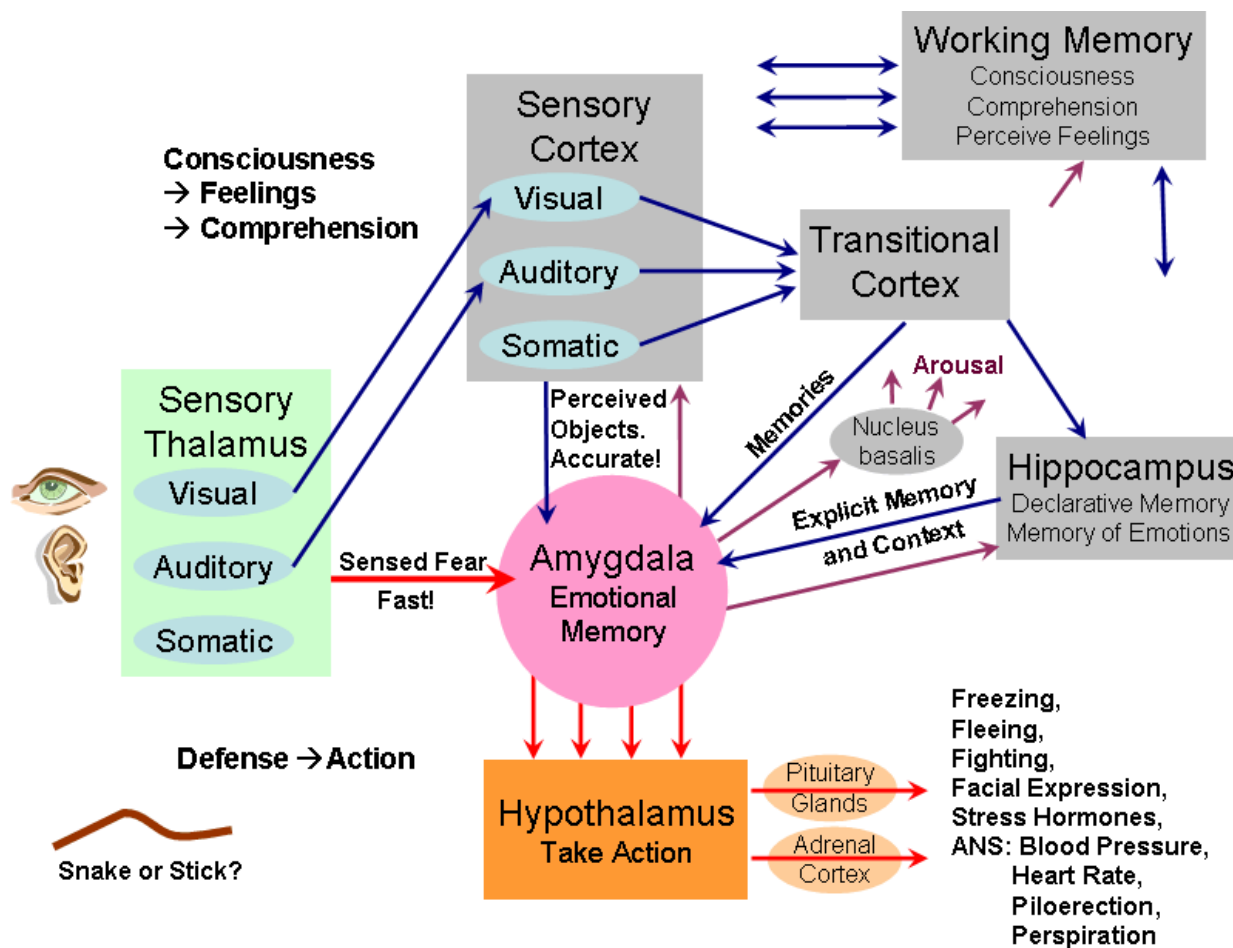 Working Memory
Consciousness
Comprehension
Perceive Feelings
Sensory
Cortex
Visual
Auditory
Somatic
Consciousness
→ Feelings
→ Comprehension
Transitional
Cortex
Arousal
Nucleus
basalis
Memories
Perceived
Objects.
Accurate!
Sensory
Thalamus
Visual
Auditory
Somatic
Sensed Fear
Fast!
Amygdala
Emotional
Memory
Explicit Memory
and Context
Hippocampus
Declarative Memory
Memory of Emotions
Defense → Action
Snake or Stick?
Hypothalamus
Take Action
Pituitary
Glands
Adrenal
Cortex
Freezing,
Fleeing,
Fighting,
Facial Expression,
Stress Hormones,
ANS: Blood Pressure,
Heart Rate,
Piloerection,
Perspiration